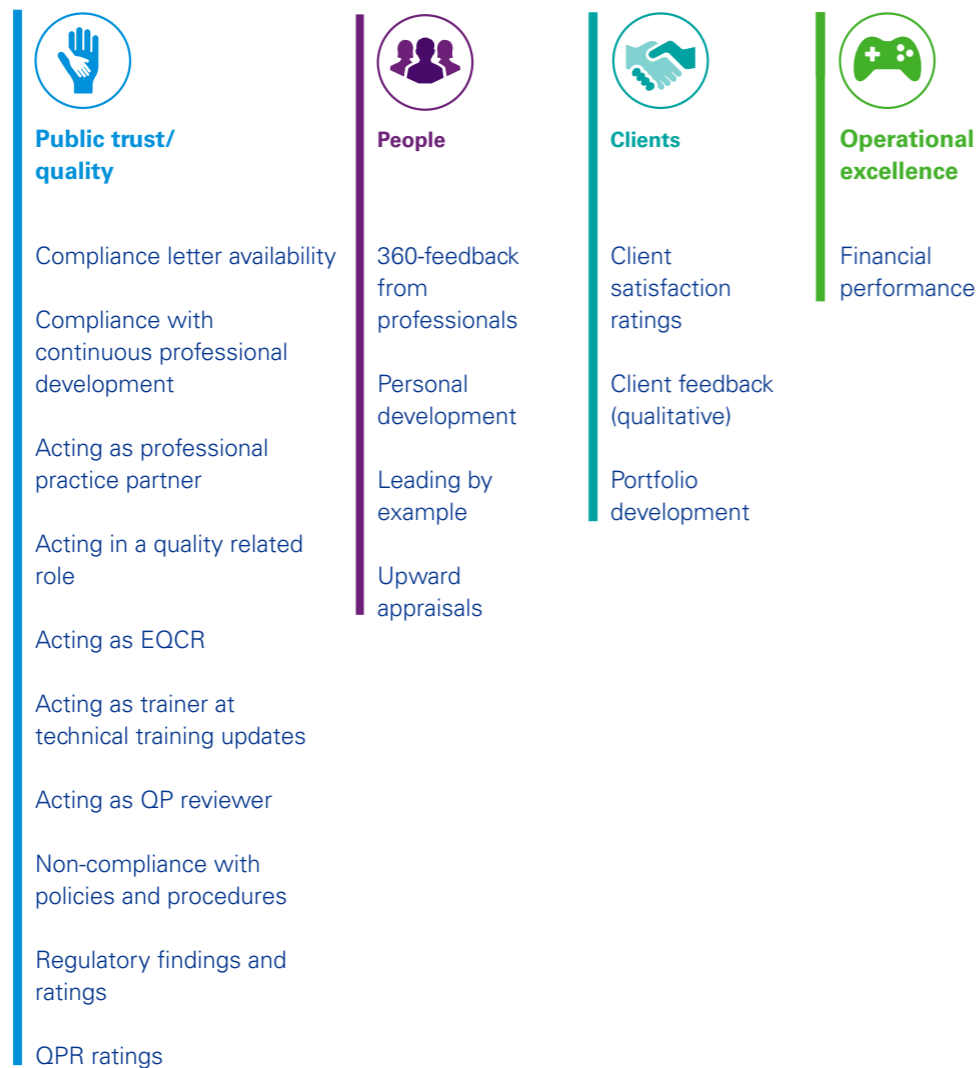 Public trust/
quality
Compliance letter availability
Compliance with
continuous professional
development
Acting as professional
practice partner
Acting in a quality related
role
Acting as EQCR
Acting as trainer at
technical training updates
Acting as QP reviewer
Non-compliance with
policies and procedures
Regulatory findings and
ratings
QPR ratings
People
360-feedback
from
professionals
Personal
development
Leading by
example
Upward
appraisals
Clients
Client
satisfaction
ratings
Client feedback
(qualitative)
Portfolio
development
Operational
excellence
Financial
performance